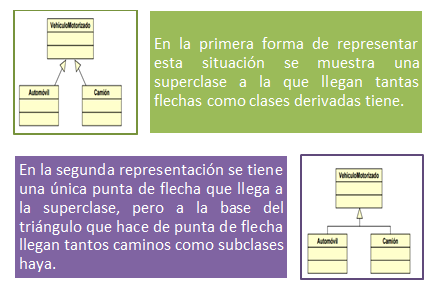 VehículoMotorizado
Automóvil
Camión
En la primera forma de representar
esta situación se muestra una
superclase a la que llegan tantas
flechas como clases derivadas tiene.
En la segunda representación se tiene
una única punta de flecha que llega a
la superclase, pero a la base del
triángulo que hace de punta de flecha
llegan tantos caminos como subclases
haya.
VehículoMotorizado
Automóvil
Camión